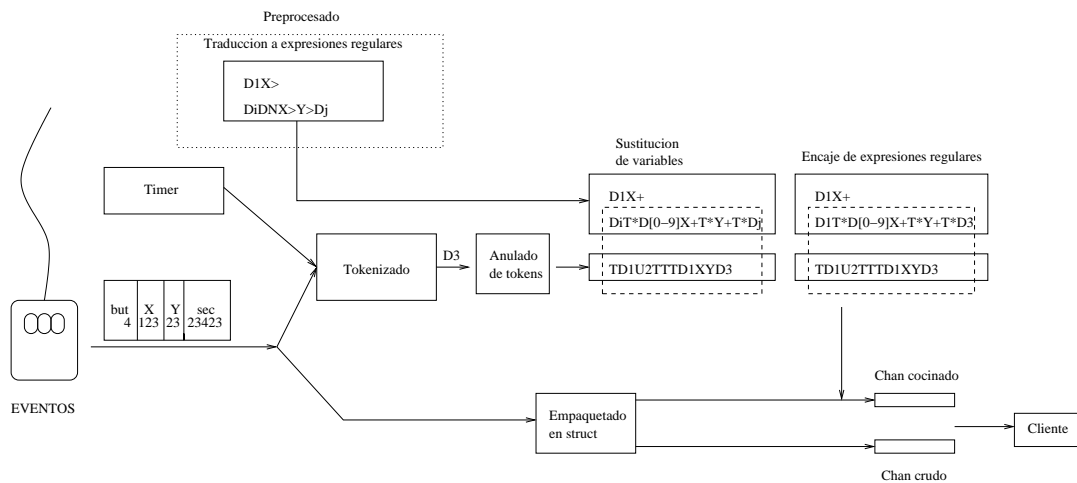 Preprocesado
Traduccion a expresiones regulares
D1X>
DiDNX>Y>Dj
Sustitucion
de variables
Encaje de expresiones regulares
Timer
D1X+
DiT*D[0−9]X+T*Y+T*Dj
D1X+
D1T*D[0−9]X+T*Y+T*D3
Tokenizado
D3
Anulado
de tokens
TD1U2TTTD1XYD3
TD1U2TTTD1XYD3
but X Y sec
4 123 23 23423
EVENTOS
Chan cocinado
Empaquetado
en struct
Cliente
Chan crudo